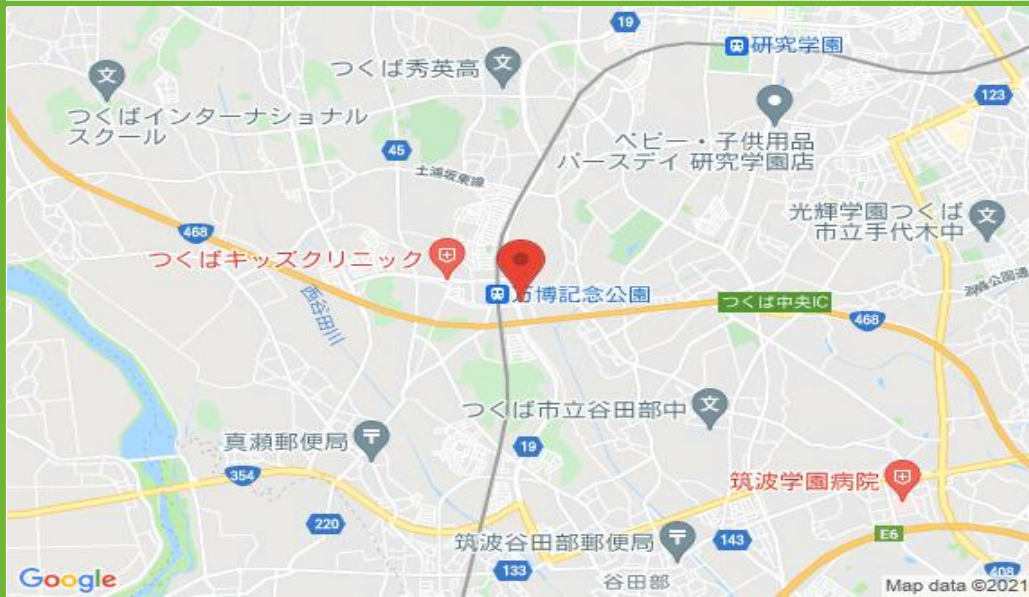 19
研究学園
つくば秀英高
つくばインターナショナル
スクール
123
ベビー・子供用品
バースデイ 研究学園店
45
土浦坂東線
光輝学園つくば
市立手代木中
468
つくばキッズクリニック
万博記念公園
つくば中央IC
468
西谷田川
つくば市立谷田部中
真瀬郵便局
19
354
筑波学園病院
220
筑波谷田部郵便局
143
E6
133
谷田部
408
Google
Map data ©2021